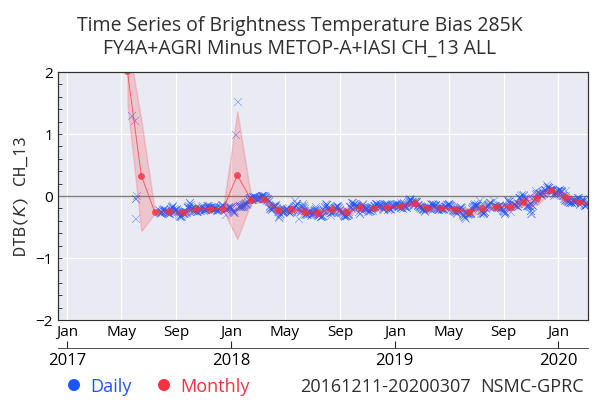 Time Series of Brightness Temperature Bias 285K
FY4A+AGRI Minus METOP-A+IASI CH_13 ALL
DTB(K) CH_13
2
1
0
−1
−2
Jan May Sep Jan May Sep Jan May Sep Jan
2017 2018 2019 2020
Daily Monthly 20161211-20200307 NSMC-GPRC